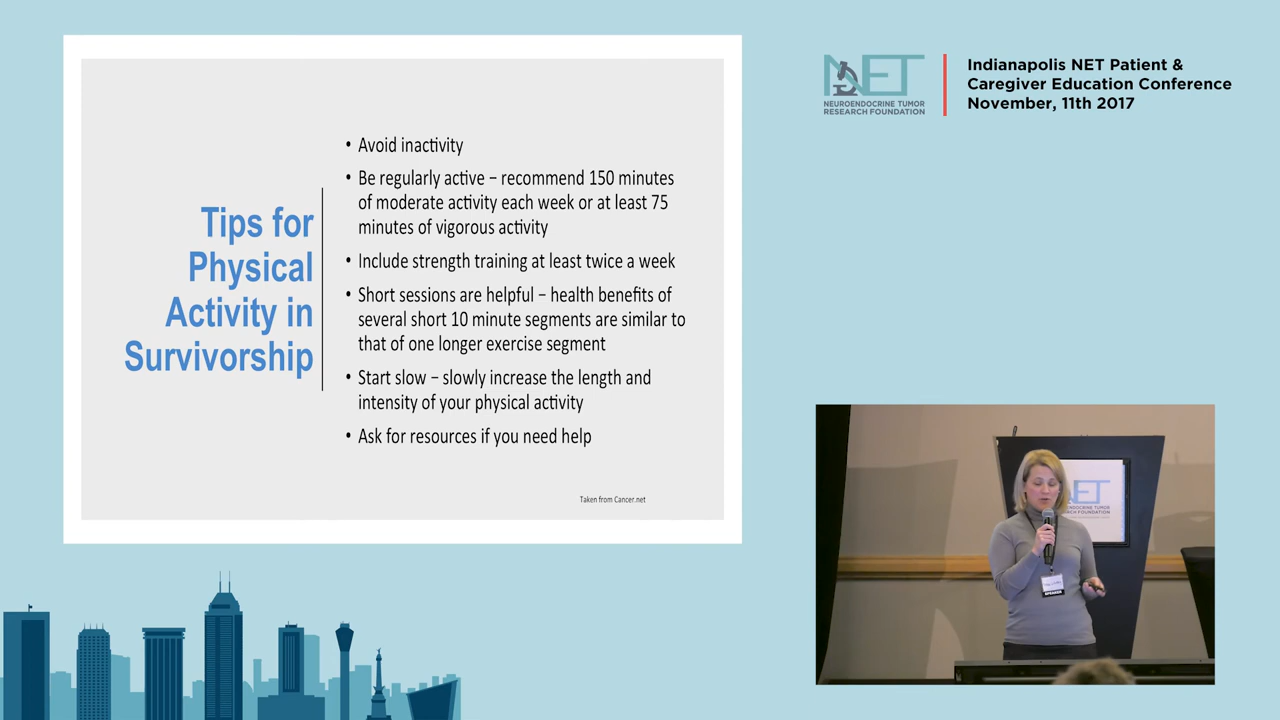 Tips for
Physical
Activity in
Survivorship
• Avoid inactivity
• Be regularly active – recommend 150 minutes
of moderate activity each week or at least 75
minutes of vigorous activity
• Include strength training at least twice a week
• Short sessions are helpful – health benefits of
several short 10 minute segments are similar to
that of one longer exercise segment
• Start slow – slowly increase the length and
intensity of your physical activity
• Ask for resources if you need help
Taken from Cancer.net
NET
NEUROENDOCRINE TUMOR
RESEARCH FOUNDATION
Indianapolis NET Patient &
Caregiver Education Conference
November, 11th 2017
NET
SPEAKER